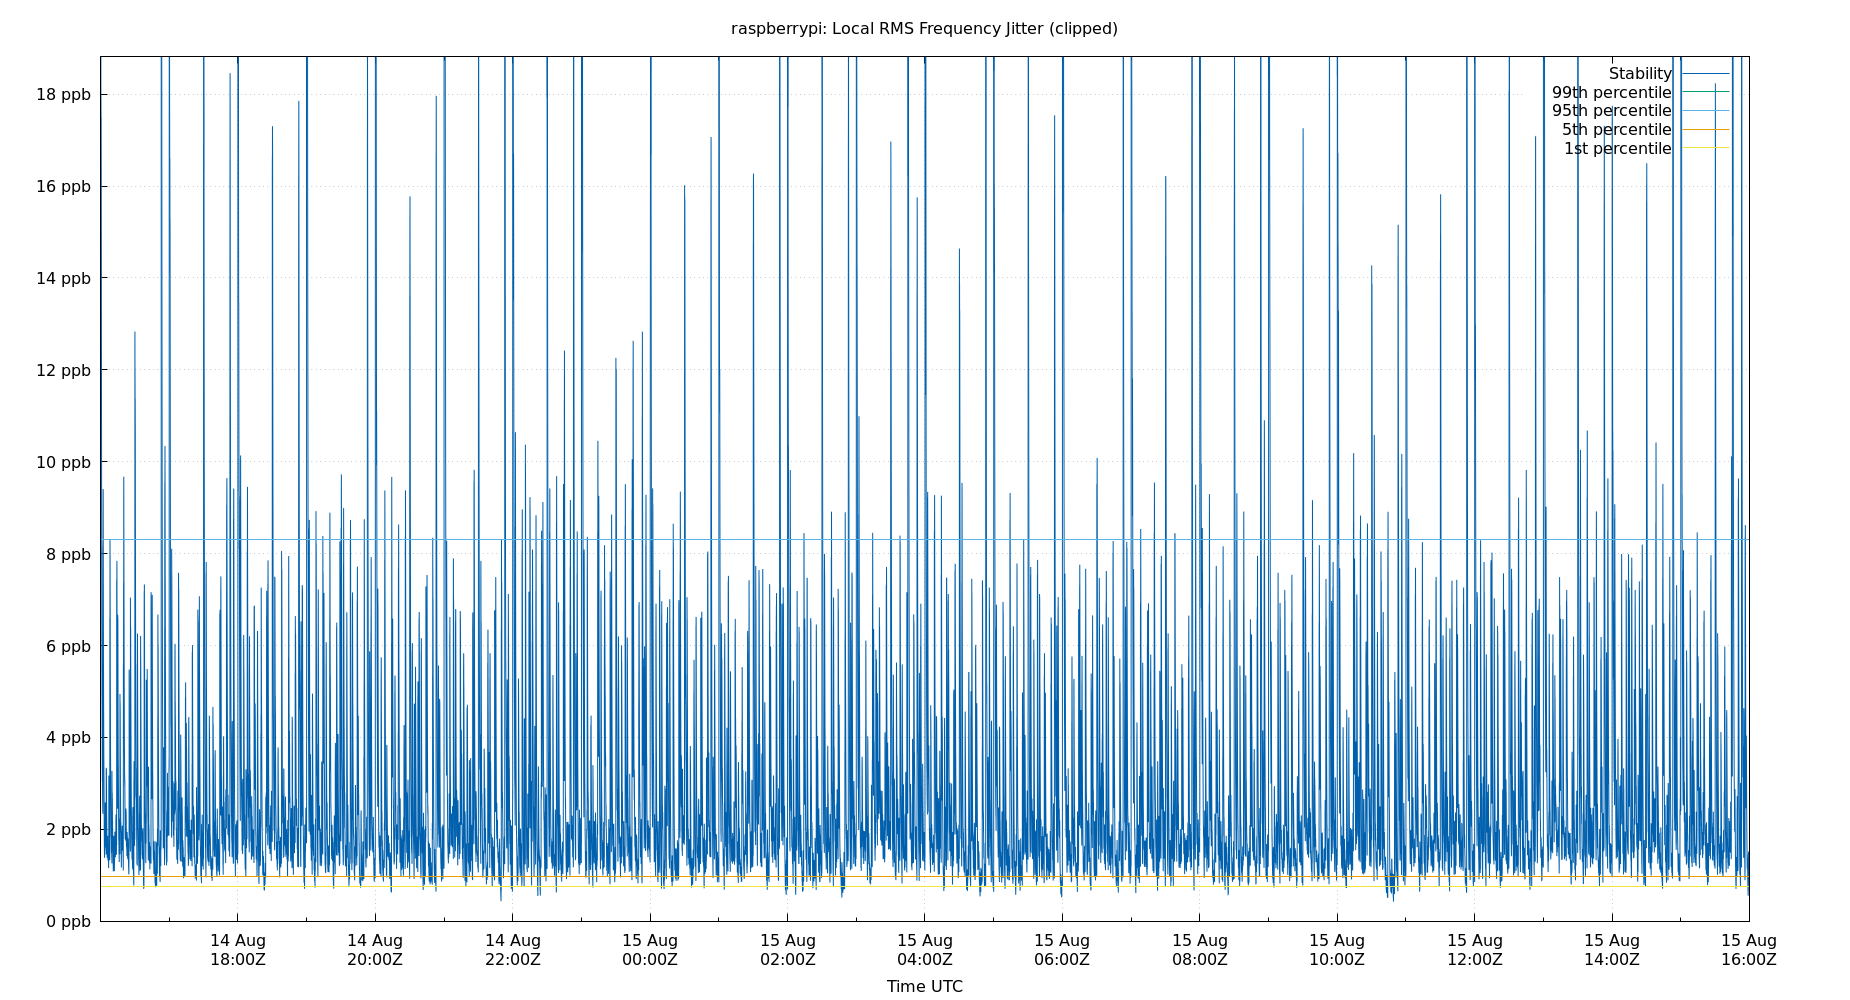 raspberrypi: Local RMS Frequency Jitter (clipped)
Stability
99th percentile
95th percentile
5th percentile
1st percentile
18 ppb
16 ppb
14 ppb
12 ppb
10 ppb
8 ppb
6 ppb
4 ppb
2 ppb
0 ppb
14 Aug 14 Aug 14 Aug 15 Aug 15 Aug 15 Aug 15 Aug 15 Aug 15 Aug 15 Aug 15 Aug 15 Aug
18:00Z 20:00Z 22:00Z 00:00Z 02:00Z 04:00Z 06:00Z 08:00Z 10:00Z 12:00Z 14:00Z 16:00Z
Time UTC